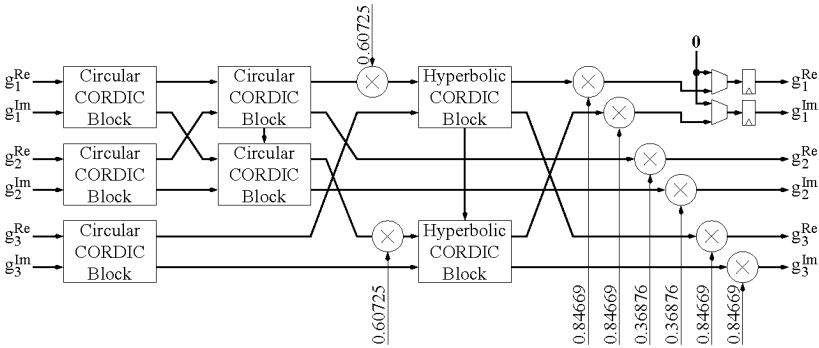 0.60725
0
g₁ᴿᵉ Circular CORDIC Block Circular CORDIC Block Hyperbolic CORDIC Block g₁ᴿᵉ
g₁ᴵᵐ g₁ᴵᵐ
g₂ᴿᵉ Circular CORDIC Block Circular CORDIC Block g₂ᴿᵉ
g₂ᴵᵐ g₂ᴵᵐ
g₃ᴿᵉ Circular CORDIC Block Hyperbolic CORDIC Block g₃ᴿᵉ
g₃ᴵᵐ g₃ᴵᵐ
0.60725
0.84669
0.84669
0.36876
0.36876
0.84669
0.84669